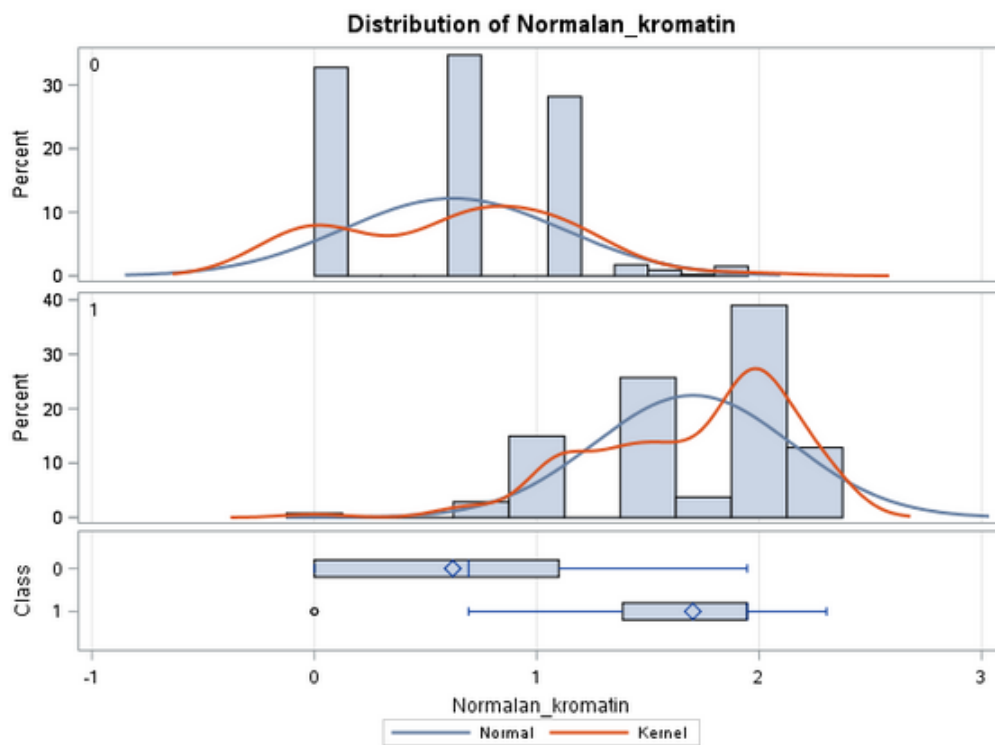 Distribution of Normalan_kromatin
0
30
20
10
0
Percent
1
40
30
20
10
0
Percent
0
1
Class
-1 0 1 2 3
Normalan_kromatin
Normal Kernel